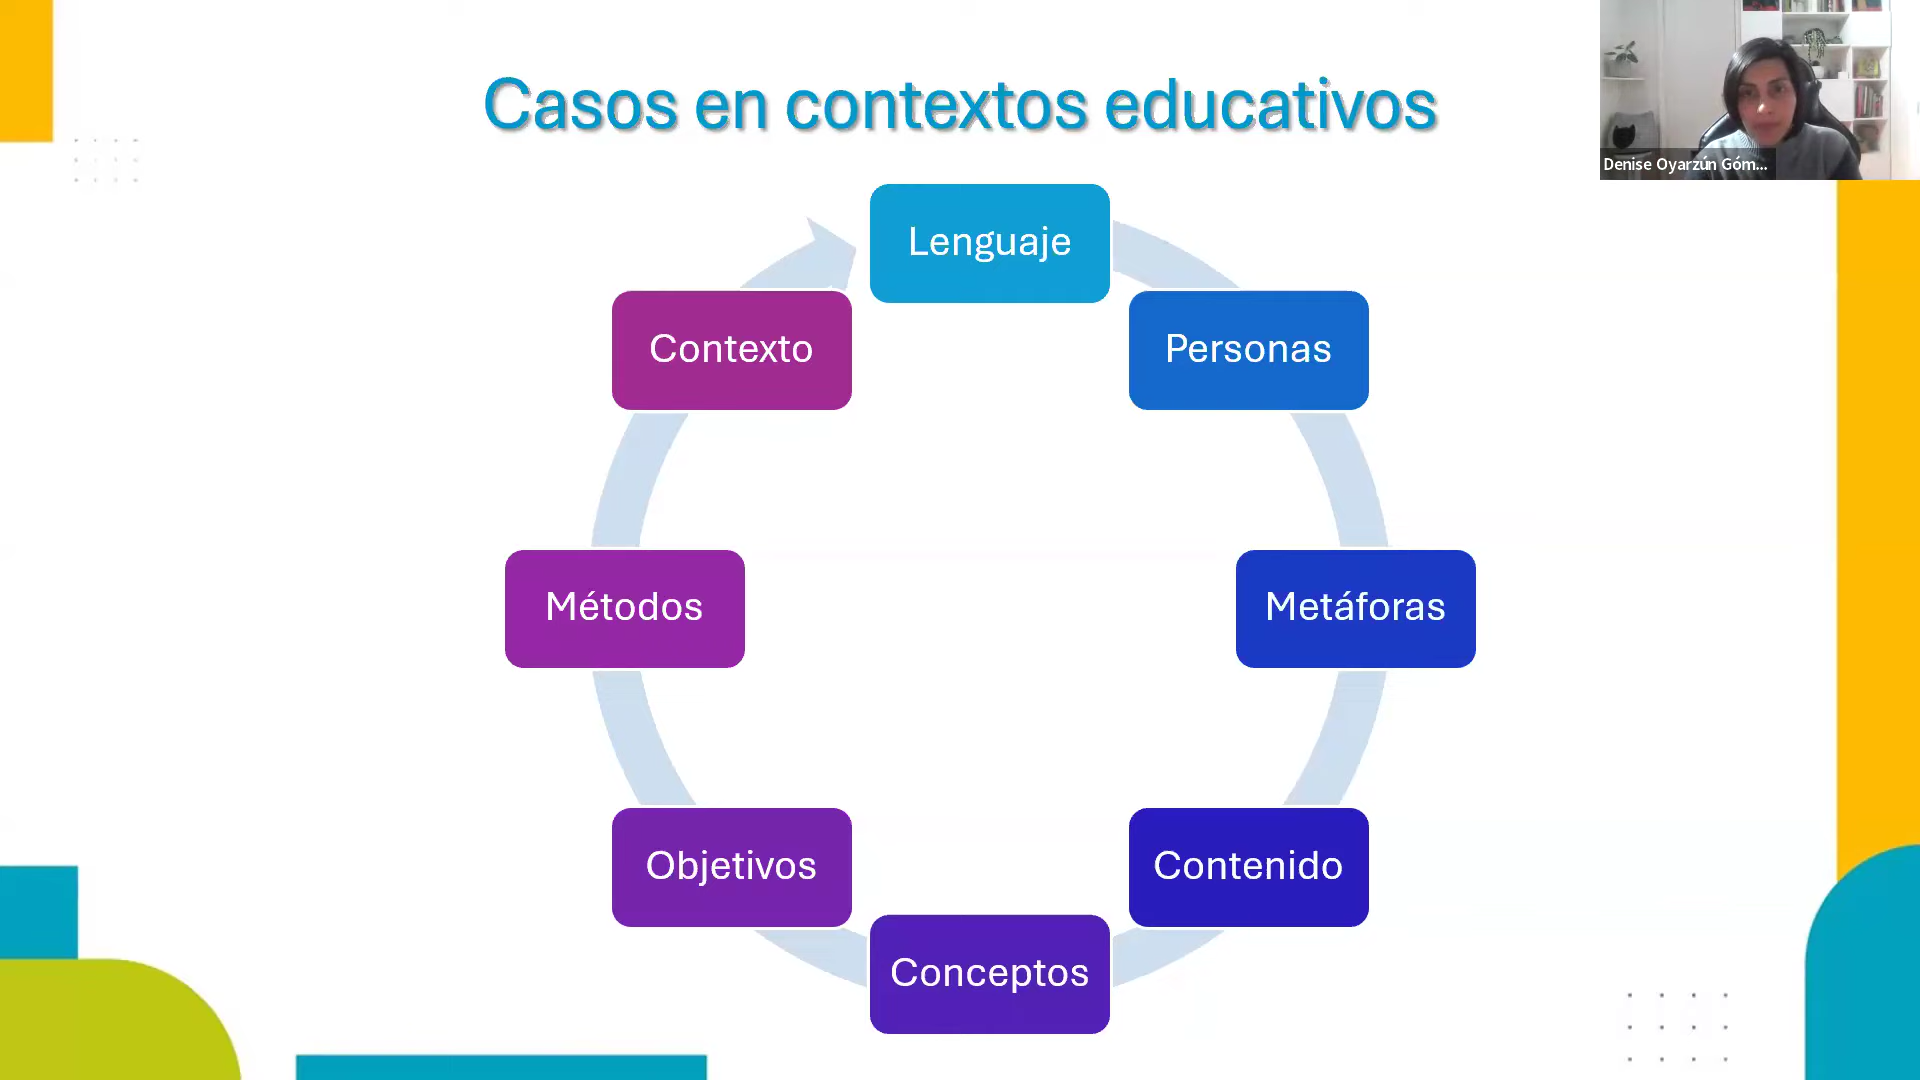 Casos en contextos educativos
Denise Oyarzún Góm...
Lenguaje
Personas
Metáforas
Contenido
Conceptos
Objetivos
Métodos
Contexto